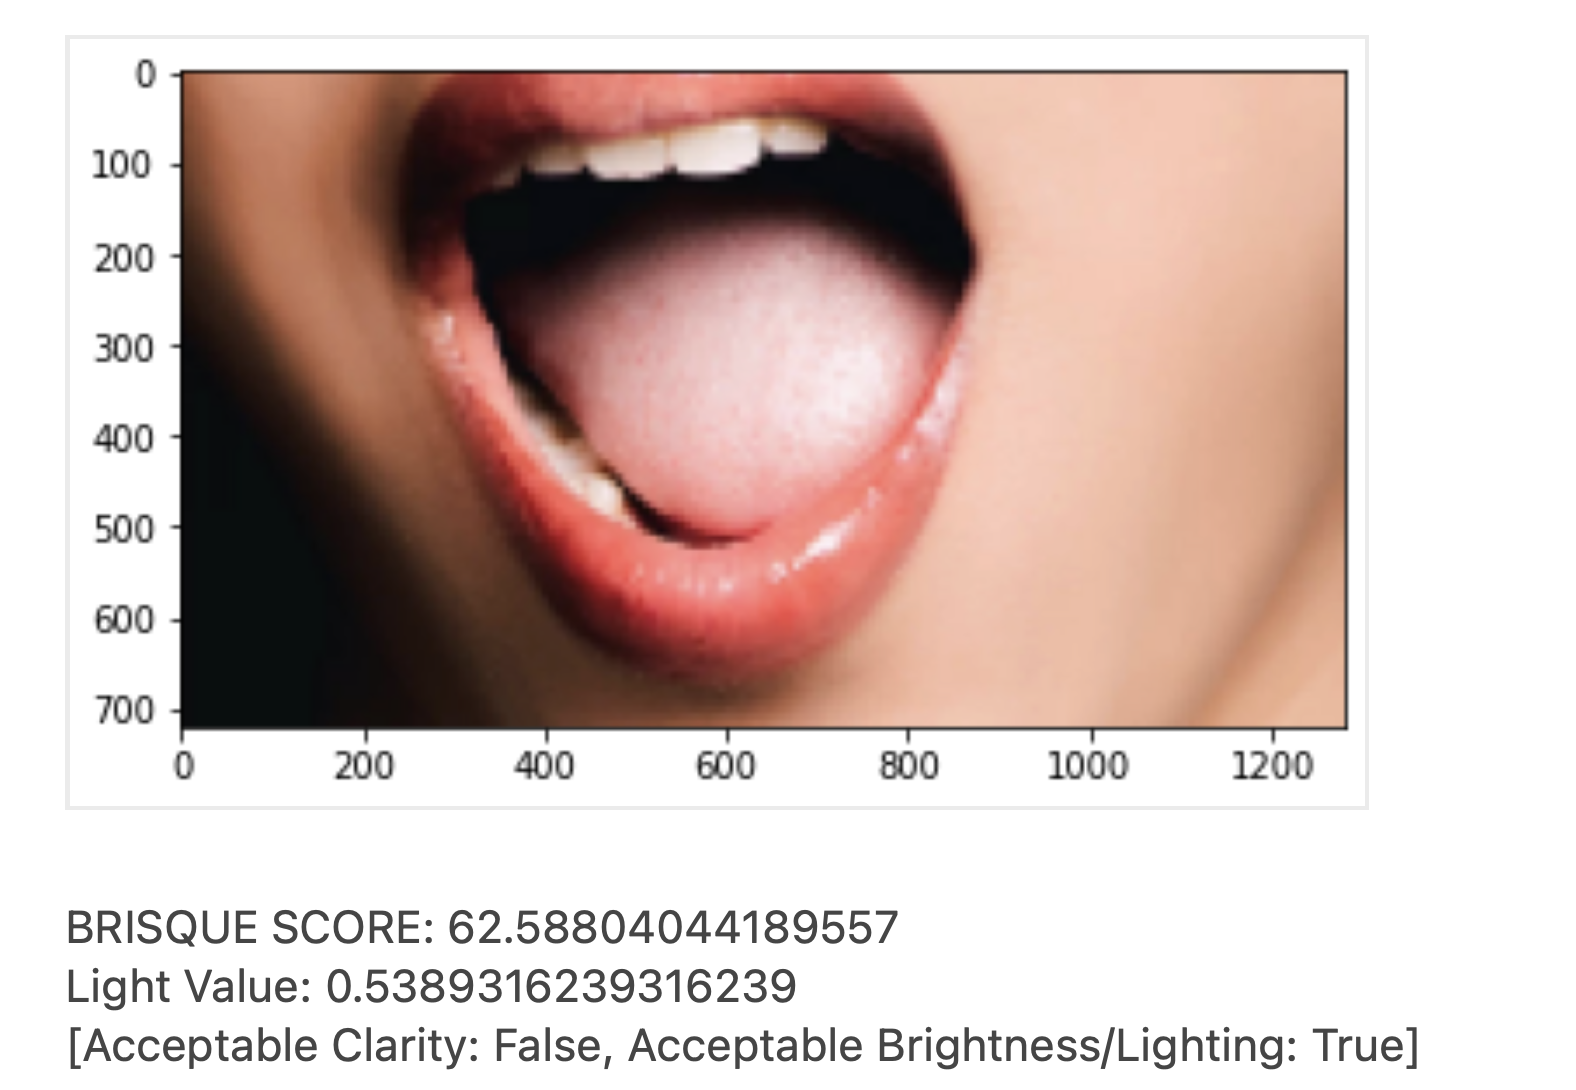 0
100
200
300
400
500
600
700
0 200 400 600 800 1000 1200
BRISQUE SCORE: 62.58804044189557
Light Value: 0.5389316239316239
[Acceptable Clarity: False, Acceptable Brightness/Lighting: True]